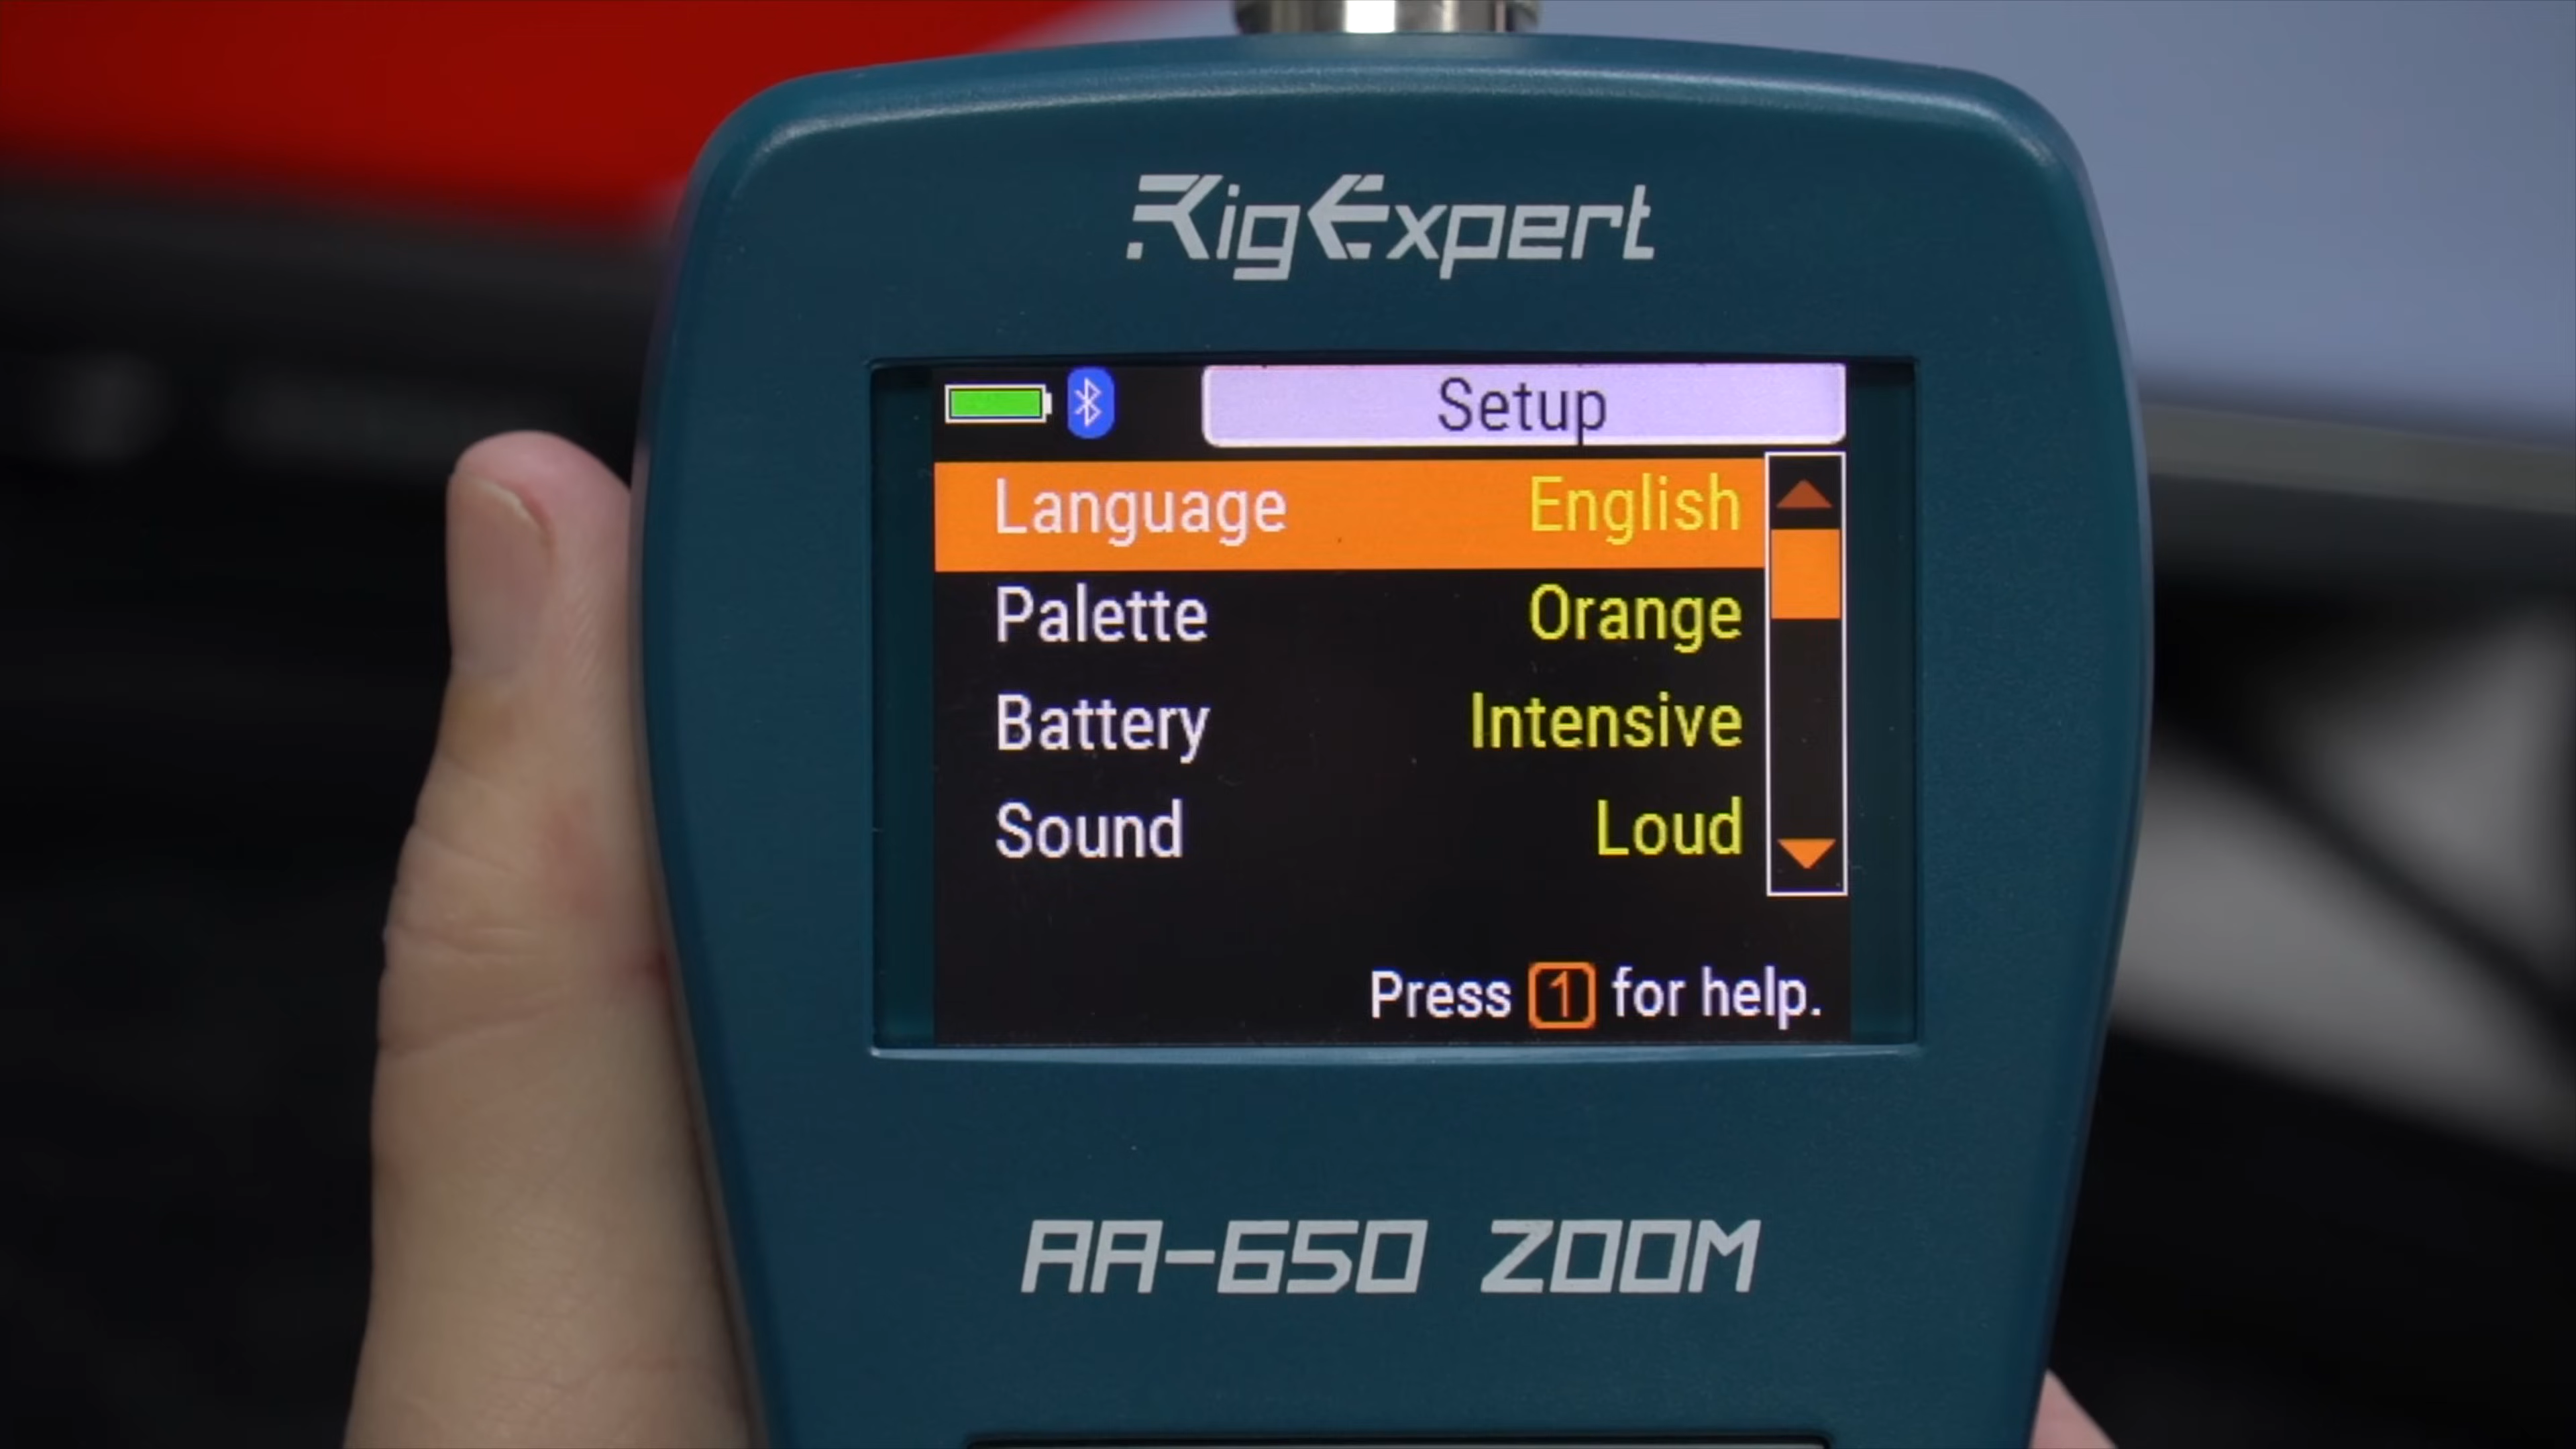 RigExpert
Setup
Language English
Palette Orange
Battery Intensive
Sound Loud
Press 1 for help.
AA-650 ZOOM